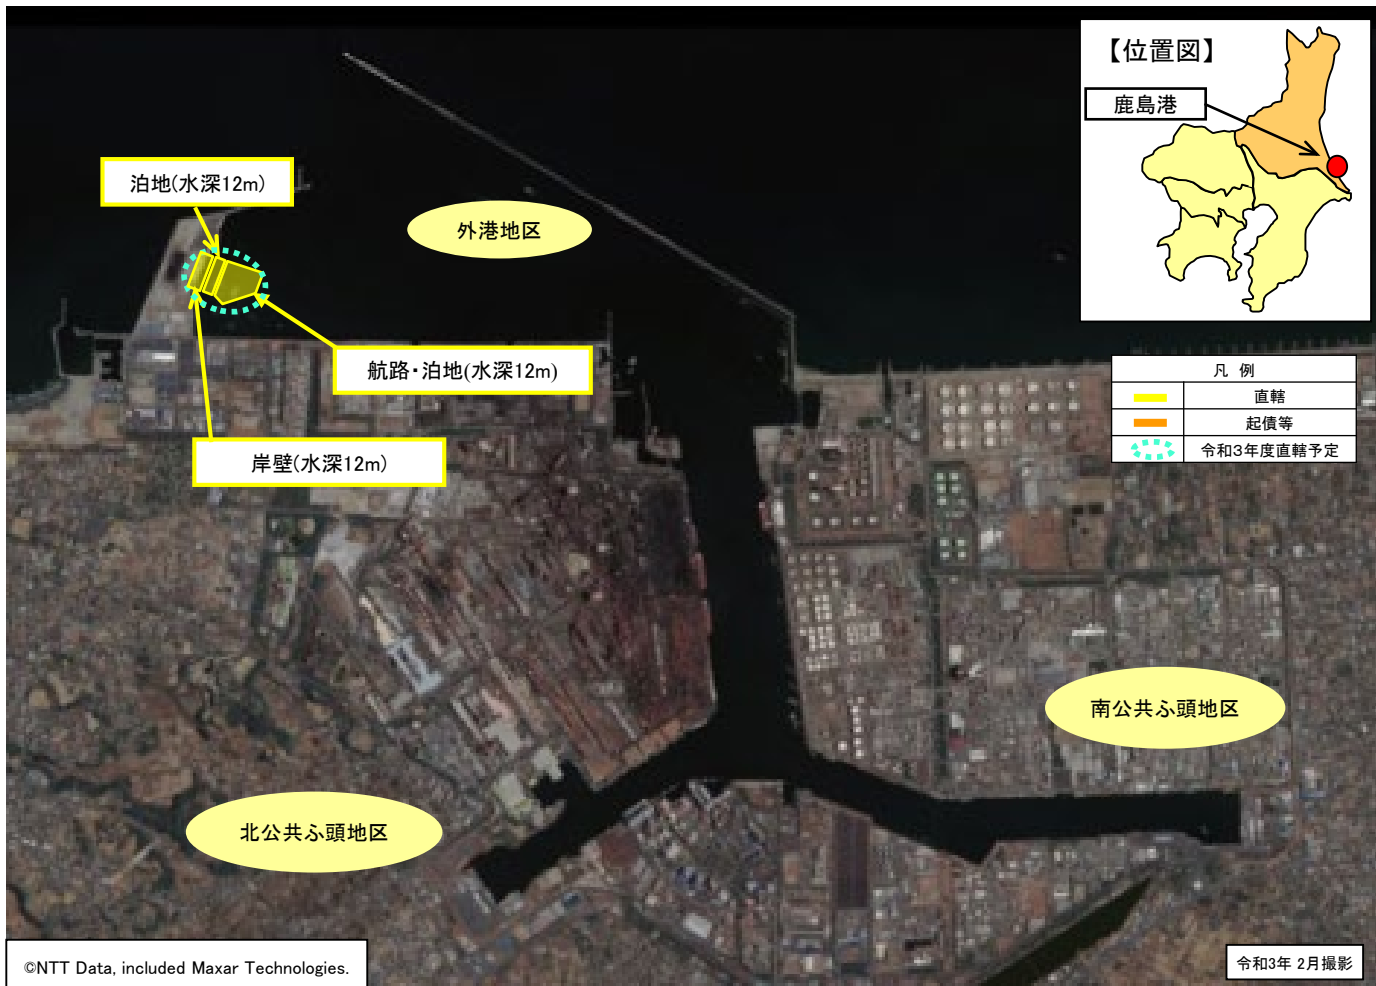 【位置図】
鹿島港
泊地(水深12m)
外港地区
航路・泊地(水深12m)
岸壁(水深12m)
凡 例
直轄
起債等
令和3年度直轄予定
南公共ふ頭地区
北公共ふ頭地区
©NTT Data, included Maxar Technologies.
令和3年 2月撮影